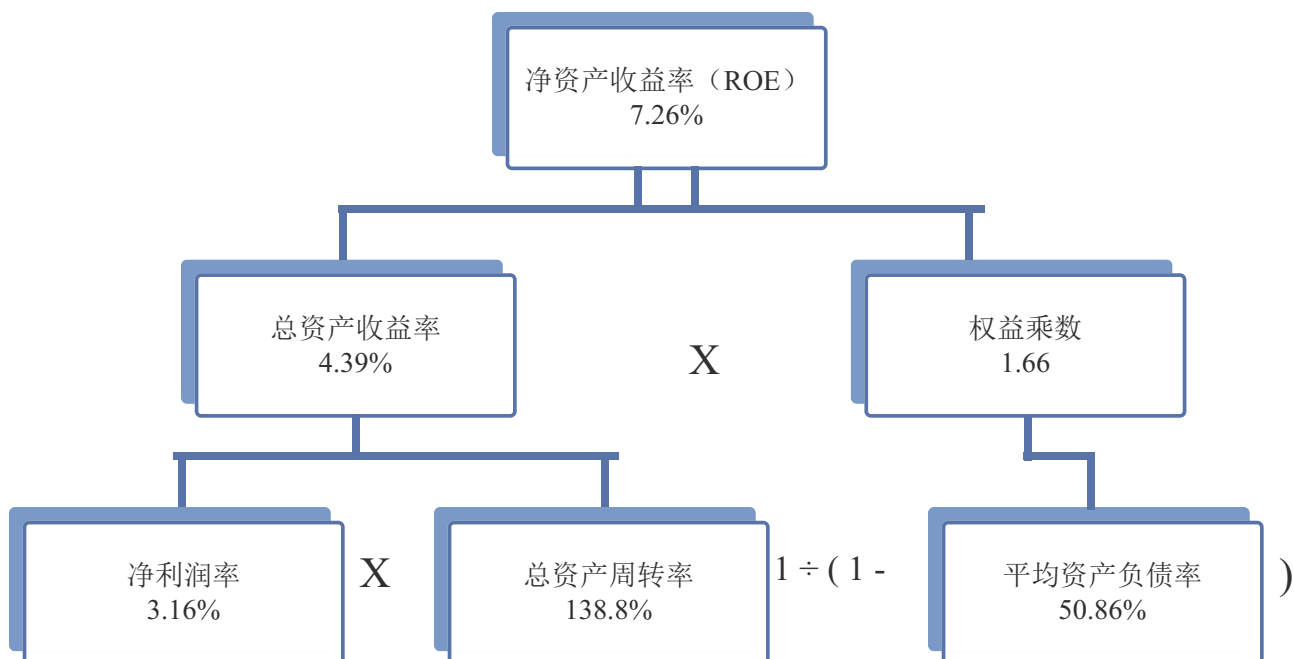 净资产收益率（ROE）
7.26%
总资产收益率
4.39%
X
权益乘数
1.66
净利润率
3.16%
X
总资产周转率
138.8%
1 ÷ ( 1 -
平均资产负债率
50.86%
)